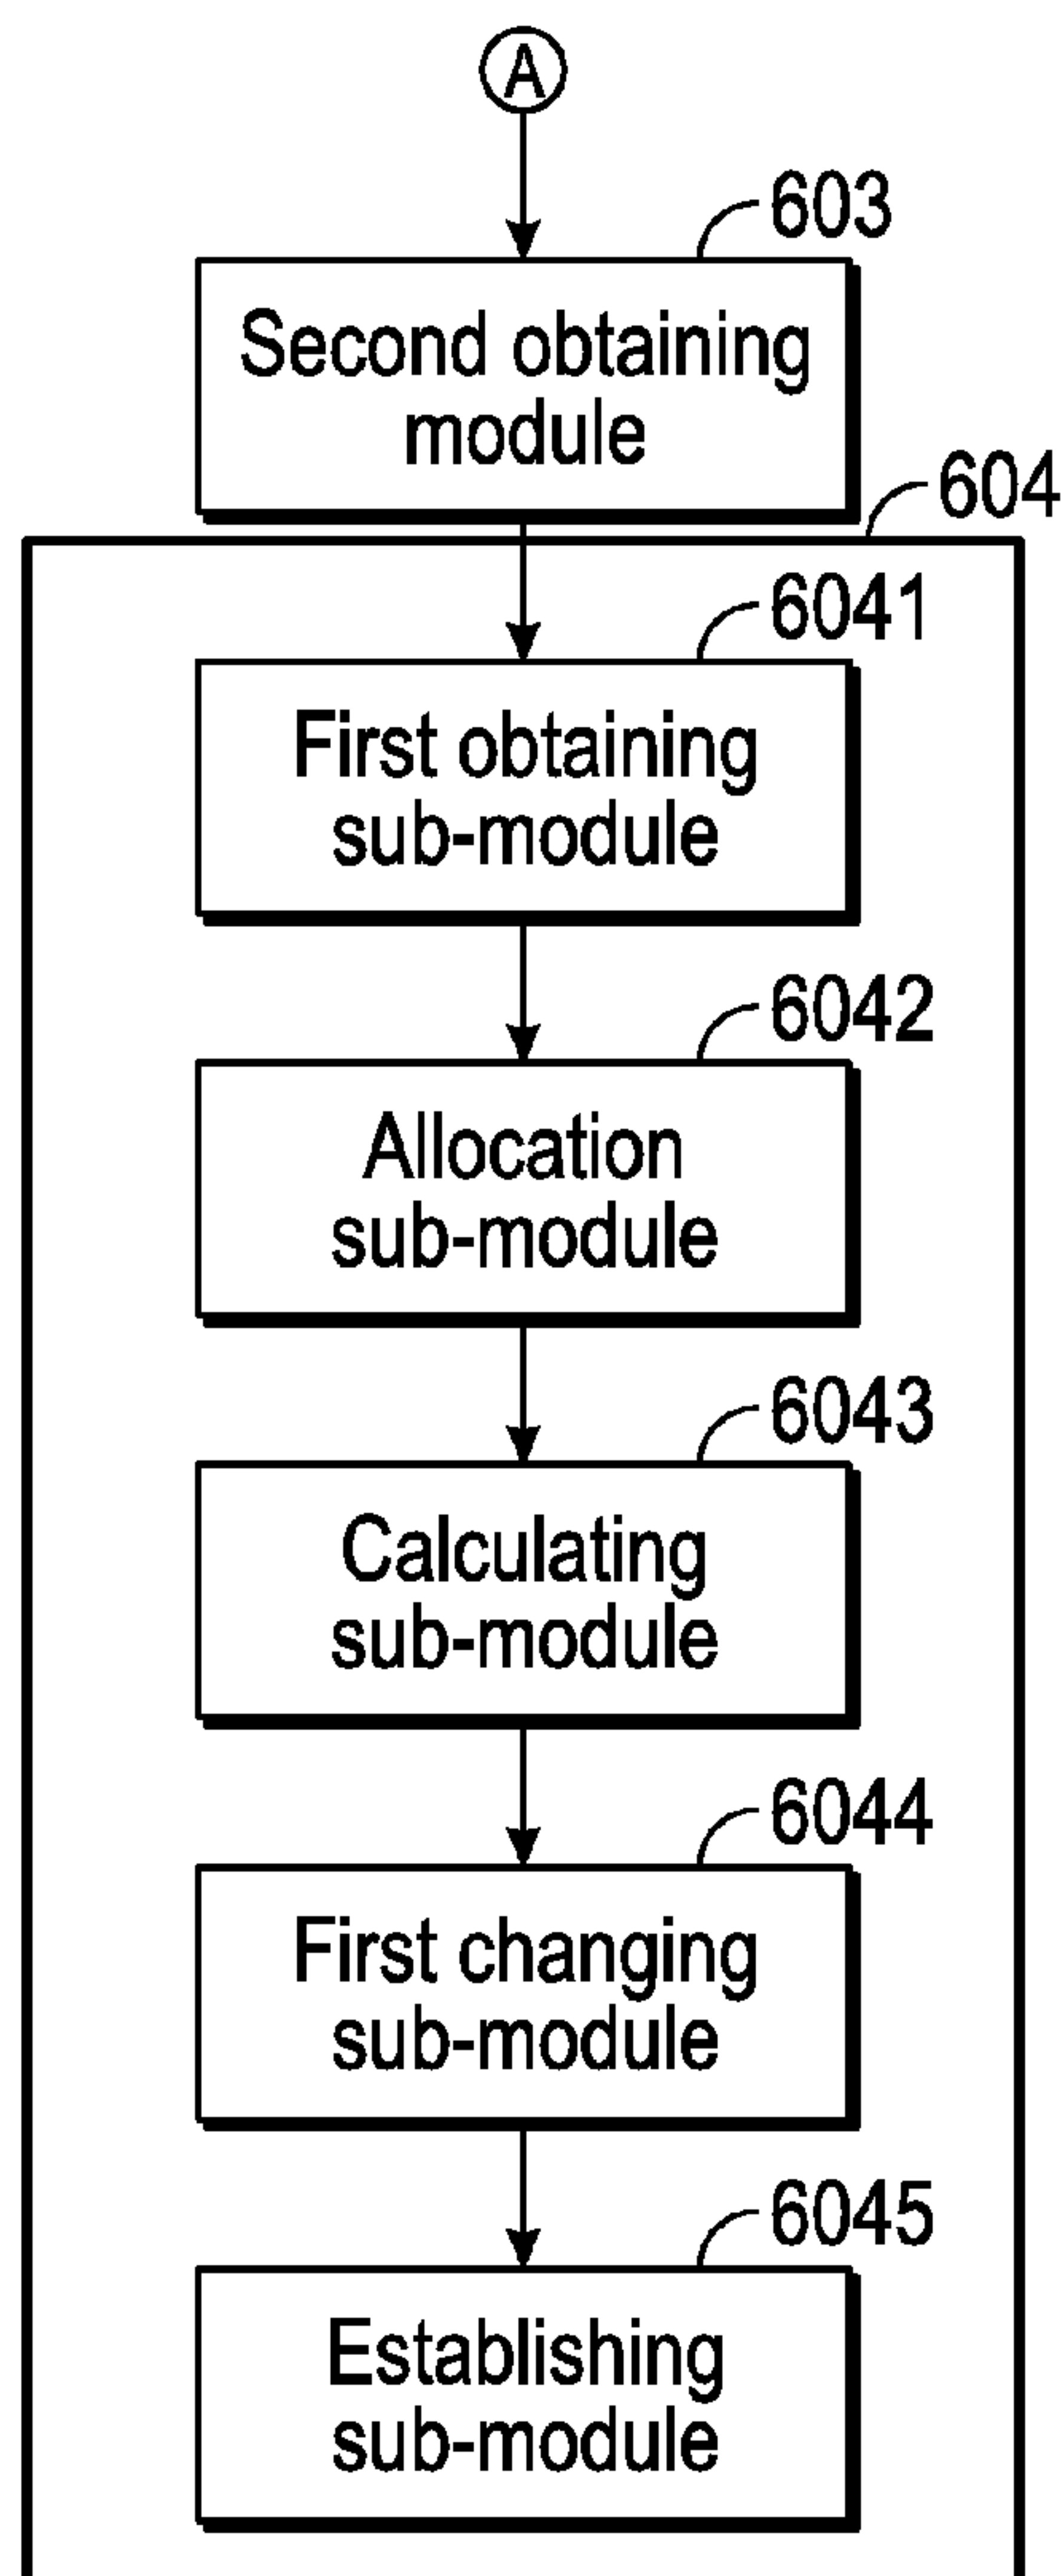 A
603
Second obtaining
module
604
6041
First obtaining
sub-module
6042
Allocation
sub-module
6043
Calculating
sub-module
6044
First changing
sub-module
6045
Establishing
sub-module